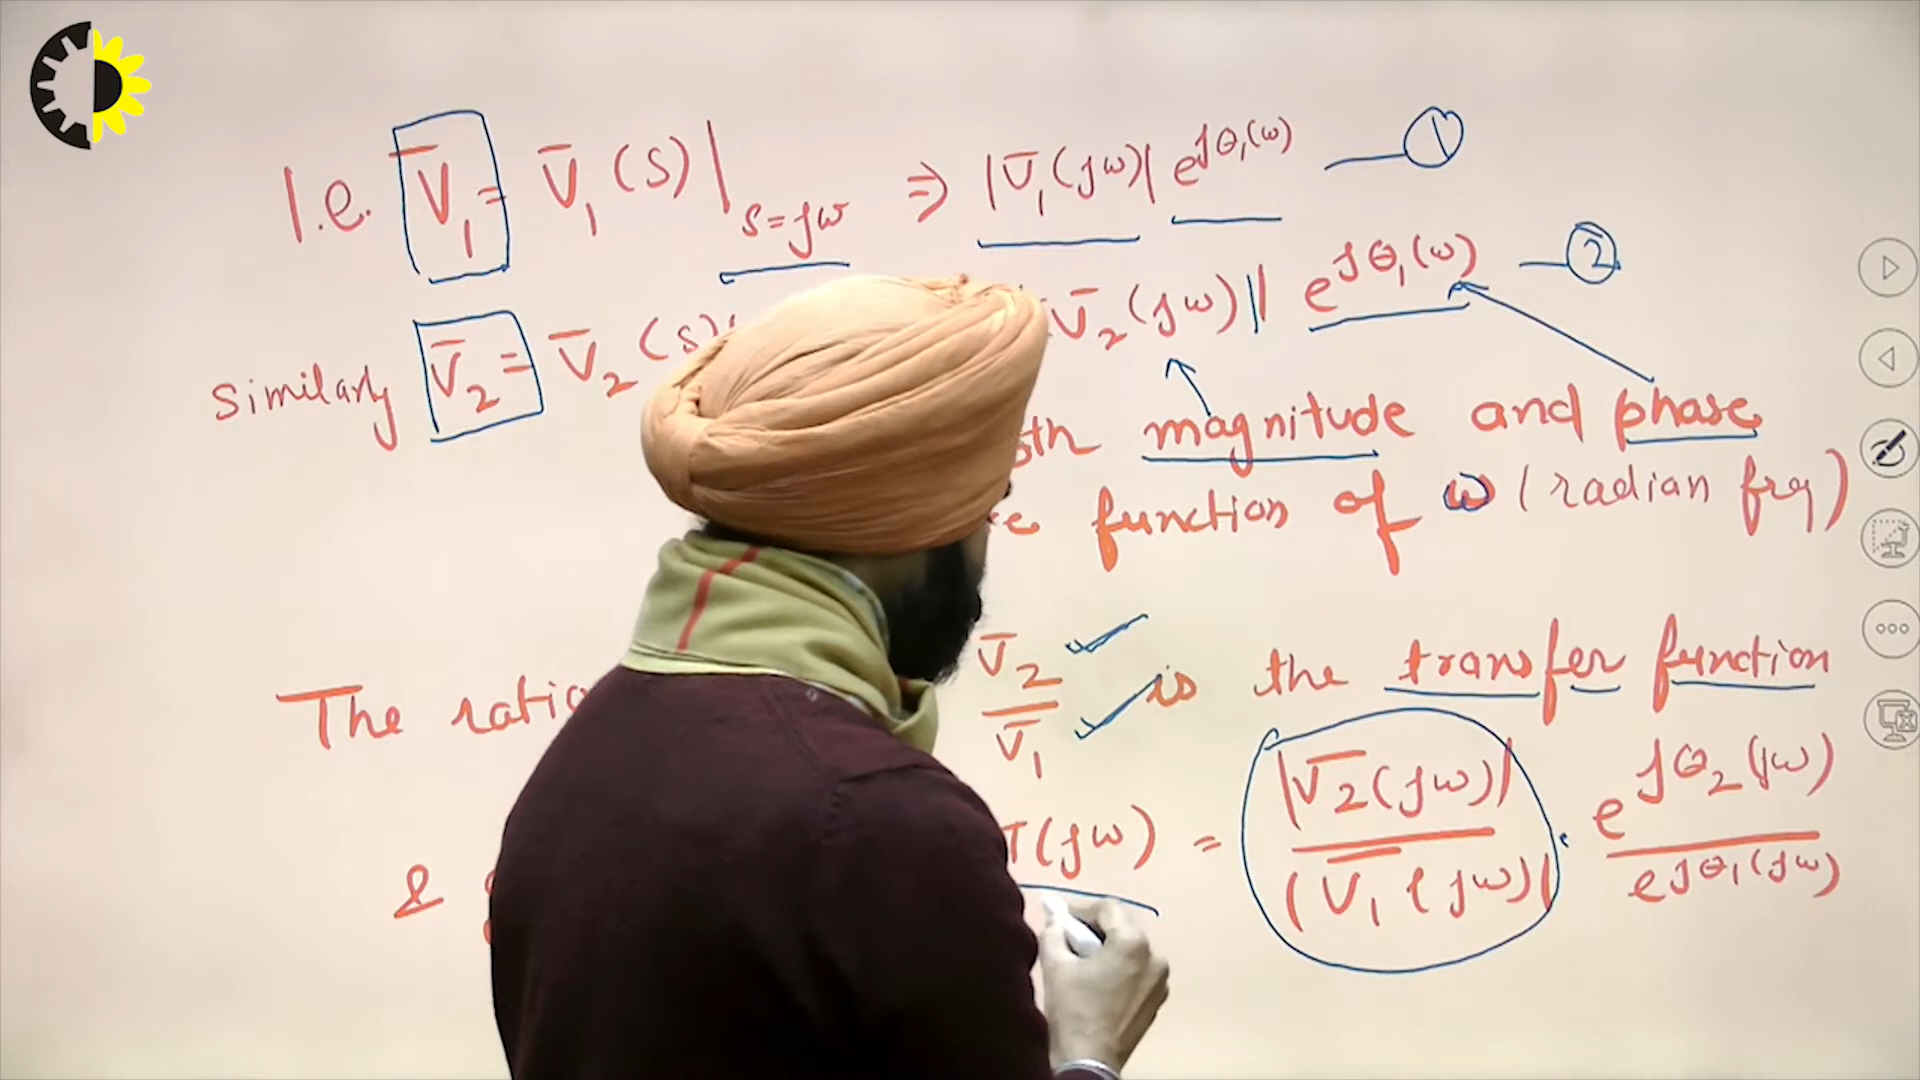 I.e. V̅₁ = V̅₁(S)|s=jω ⇒ |V̅₁(jω)| e^jθ₁(ω) — ①
Similarly V̅₂ = V̅₂(S) V̅₂(jω)|| e^jθ₁(ω) — ②
magnitude and phase
function of ω (radian frq)
The V̅₂/V̅₁ is the transfer function
& T(jω) = |V̅₂(jω)|/|V̅₁(jω)| · e^jθ₂(jω)/e^jθ₁(jω)